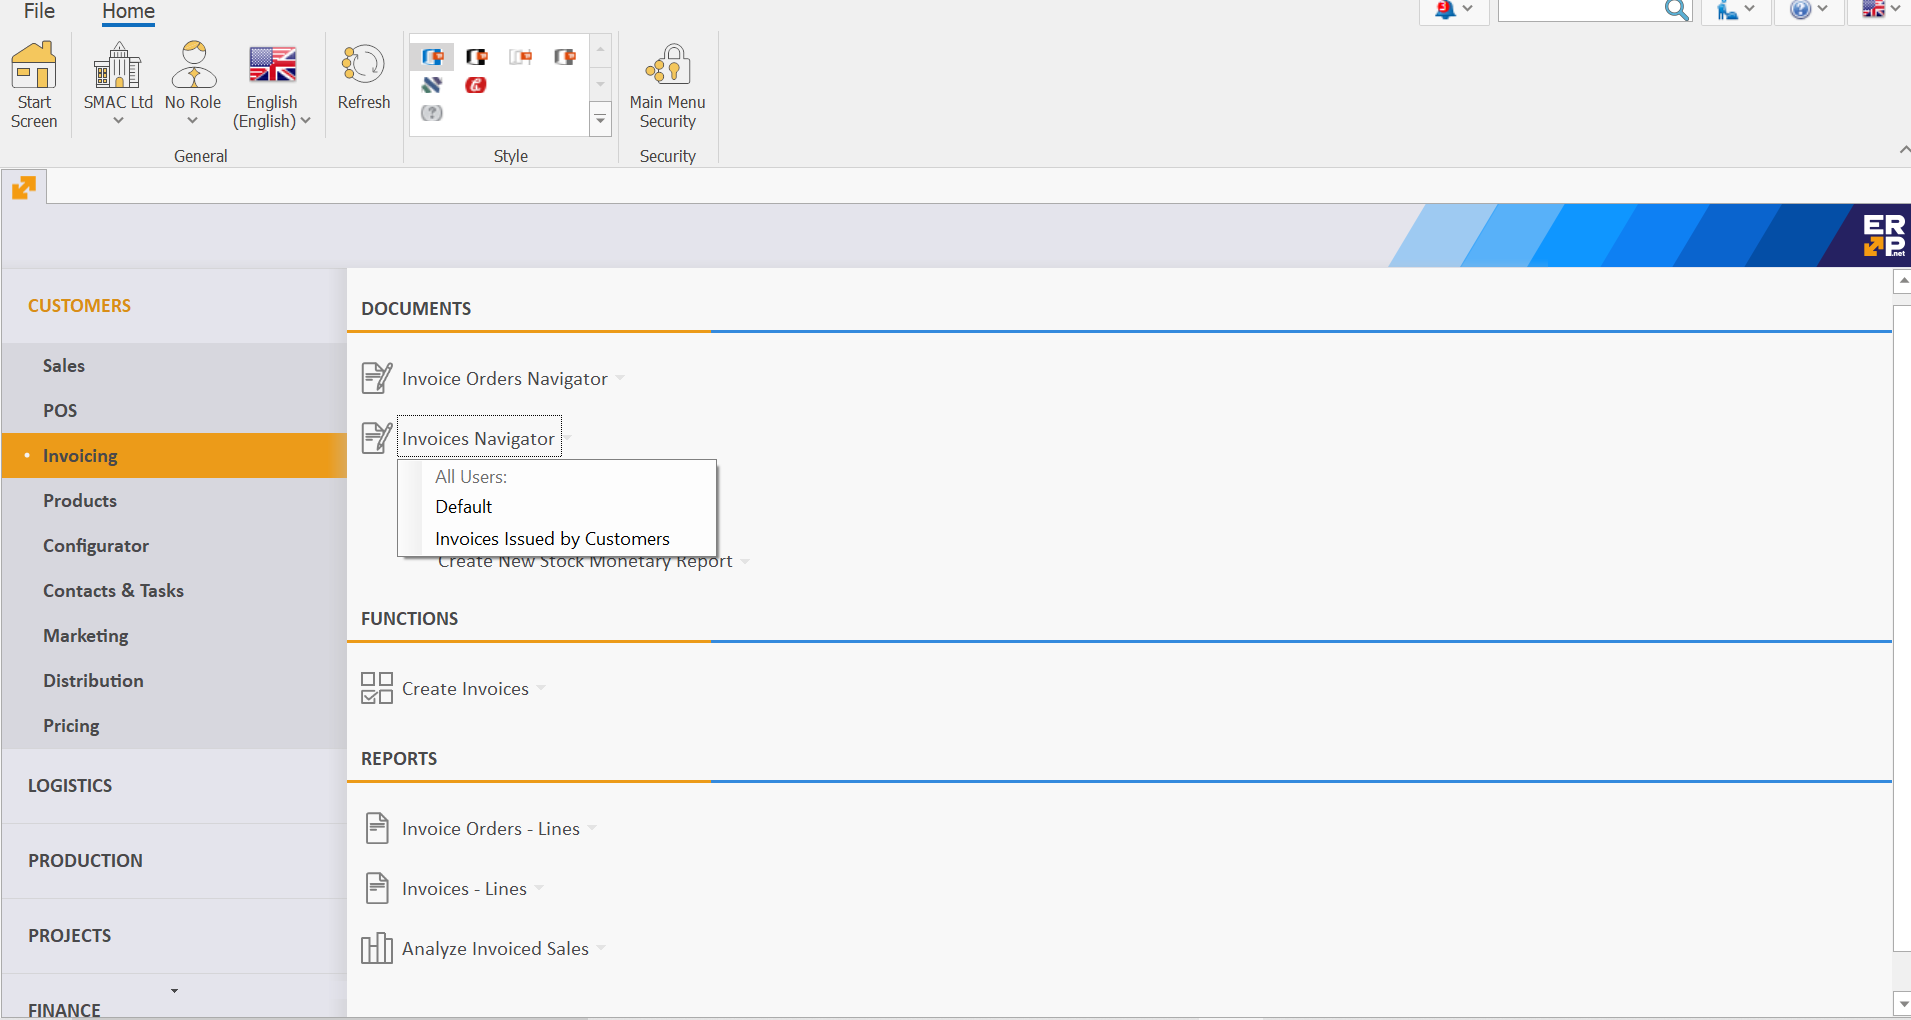 File
Home
3
Start
Screen
SMAC Ltd
No Role
English
(English)
Refresh
Main Menu
Security
General
Style
Security
ERP.net
CUSTOMERS
Sales
POS
Invoicing
Products
Configurator
Contacts & Tasks
Marketing
Distribution
Pricing
LOGISTICS
PRODUCTION
PROJECTS
FINANCE
DOCUMENTS
Invoice Orders Navigator
Invoices Navigator
All Users:
Default
Invoices Issued by Customers
Create New Stock Monetary Report
FUNCTIONS
Create Invoices
REPORTS
Invoice Orders - Lines
Invoices - Lines
Analyze Invoiced Sales